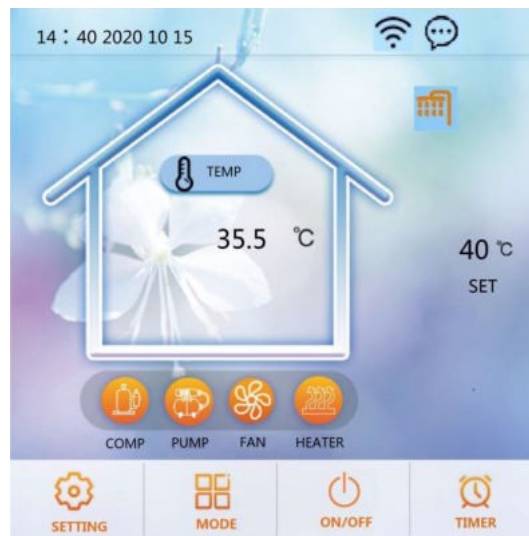 14：40 2020 10 15
TEMP
35.5 ℃
40 ℃
SET
COMP PUMP FAN HEATER
SETTING MODE ON/OFF TIMER